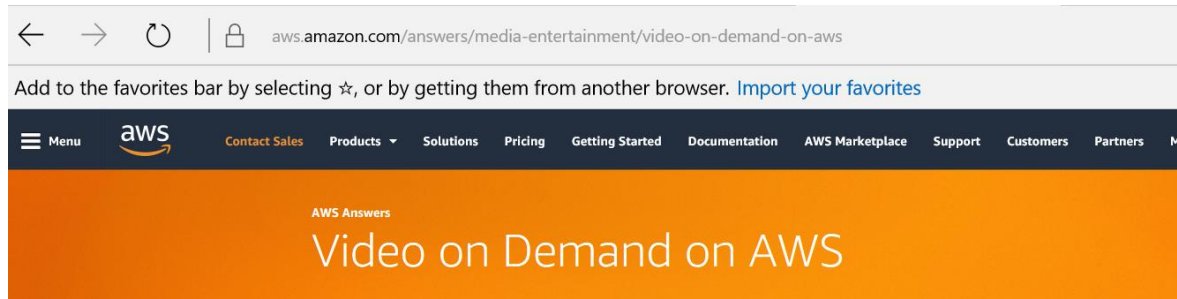 aws.amazon.com/answers/media-entertainment/video-on-demand-on-aws
Add to the favorites bar by selecting ☆, or by getting them from another browser. Import your favorites
Menu aws Contact Sales Products Solutions Pricing Getting Started Documentation AWS Marketplace Support Customers Partners
AWS Answers
Video on Demand on AWS